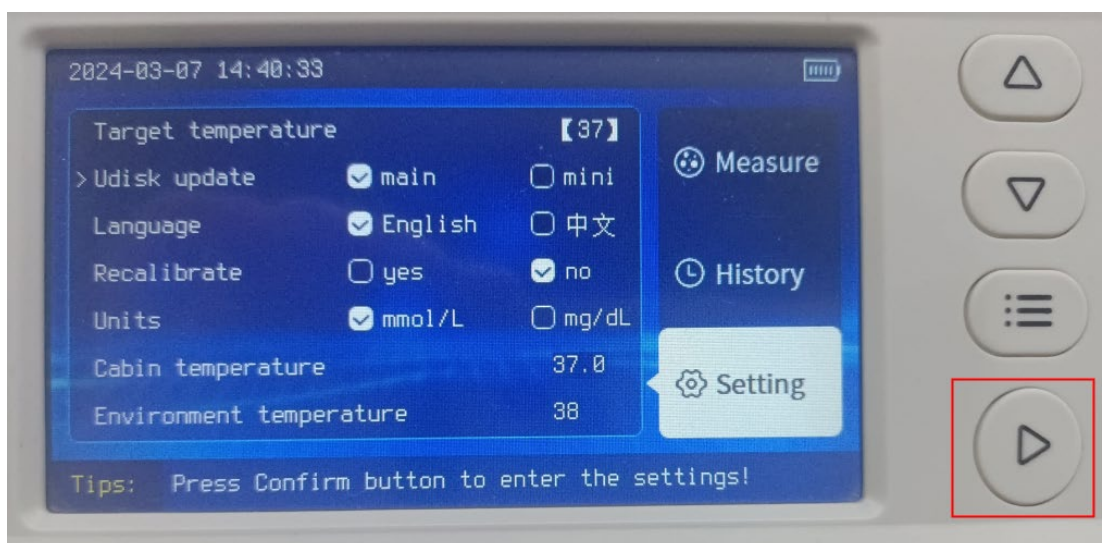 2024-03-07 14:40:33
Target temperature 【37】
>Udisk update main mini
Language English 中文
Recalibrate yes no
Units mmol/L mg/dL
Cabin temperature 37.0
Environment temperature 38
Measure
History
Setting
Tips: Press Confirm button to enter the settings!